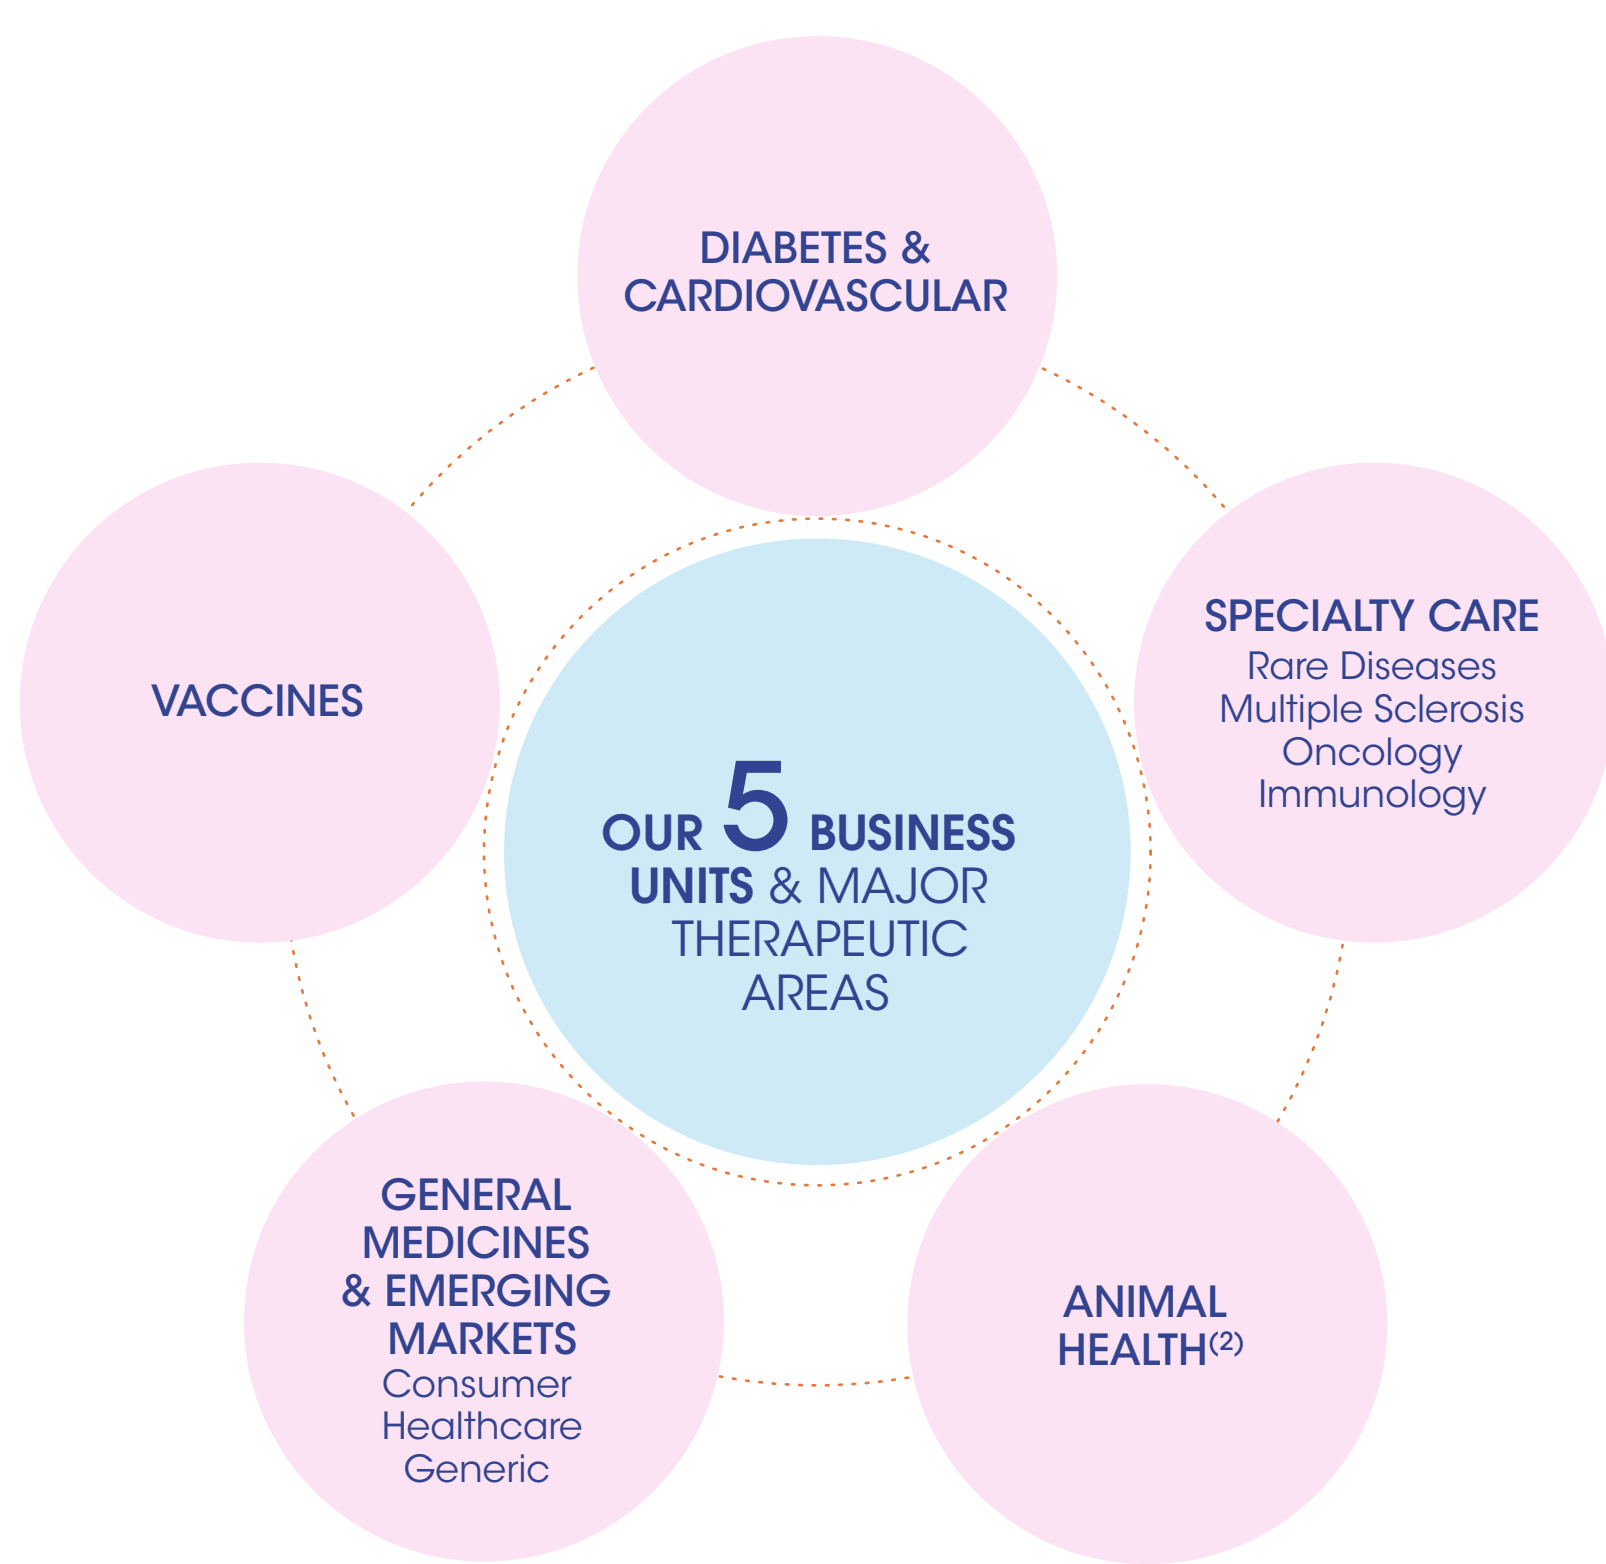 DIABETES &
CARDIOVASCULAR
SPECIALTY CARE
Rare Diseases
Multiple Sclerosis
Oncology
Immunology
VACCINES
OUR 5 BUSINESS
UNITS & MAJOR
THERAPEUTIC
AREAS
GENERAL
MEDICINES
& EMERGING
MARKETS
Consumer
Healthcare
Generic
ANIMAL
HEALTH(2)